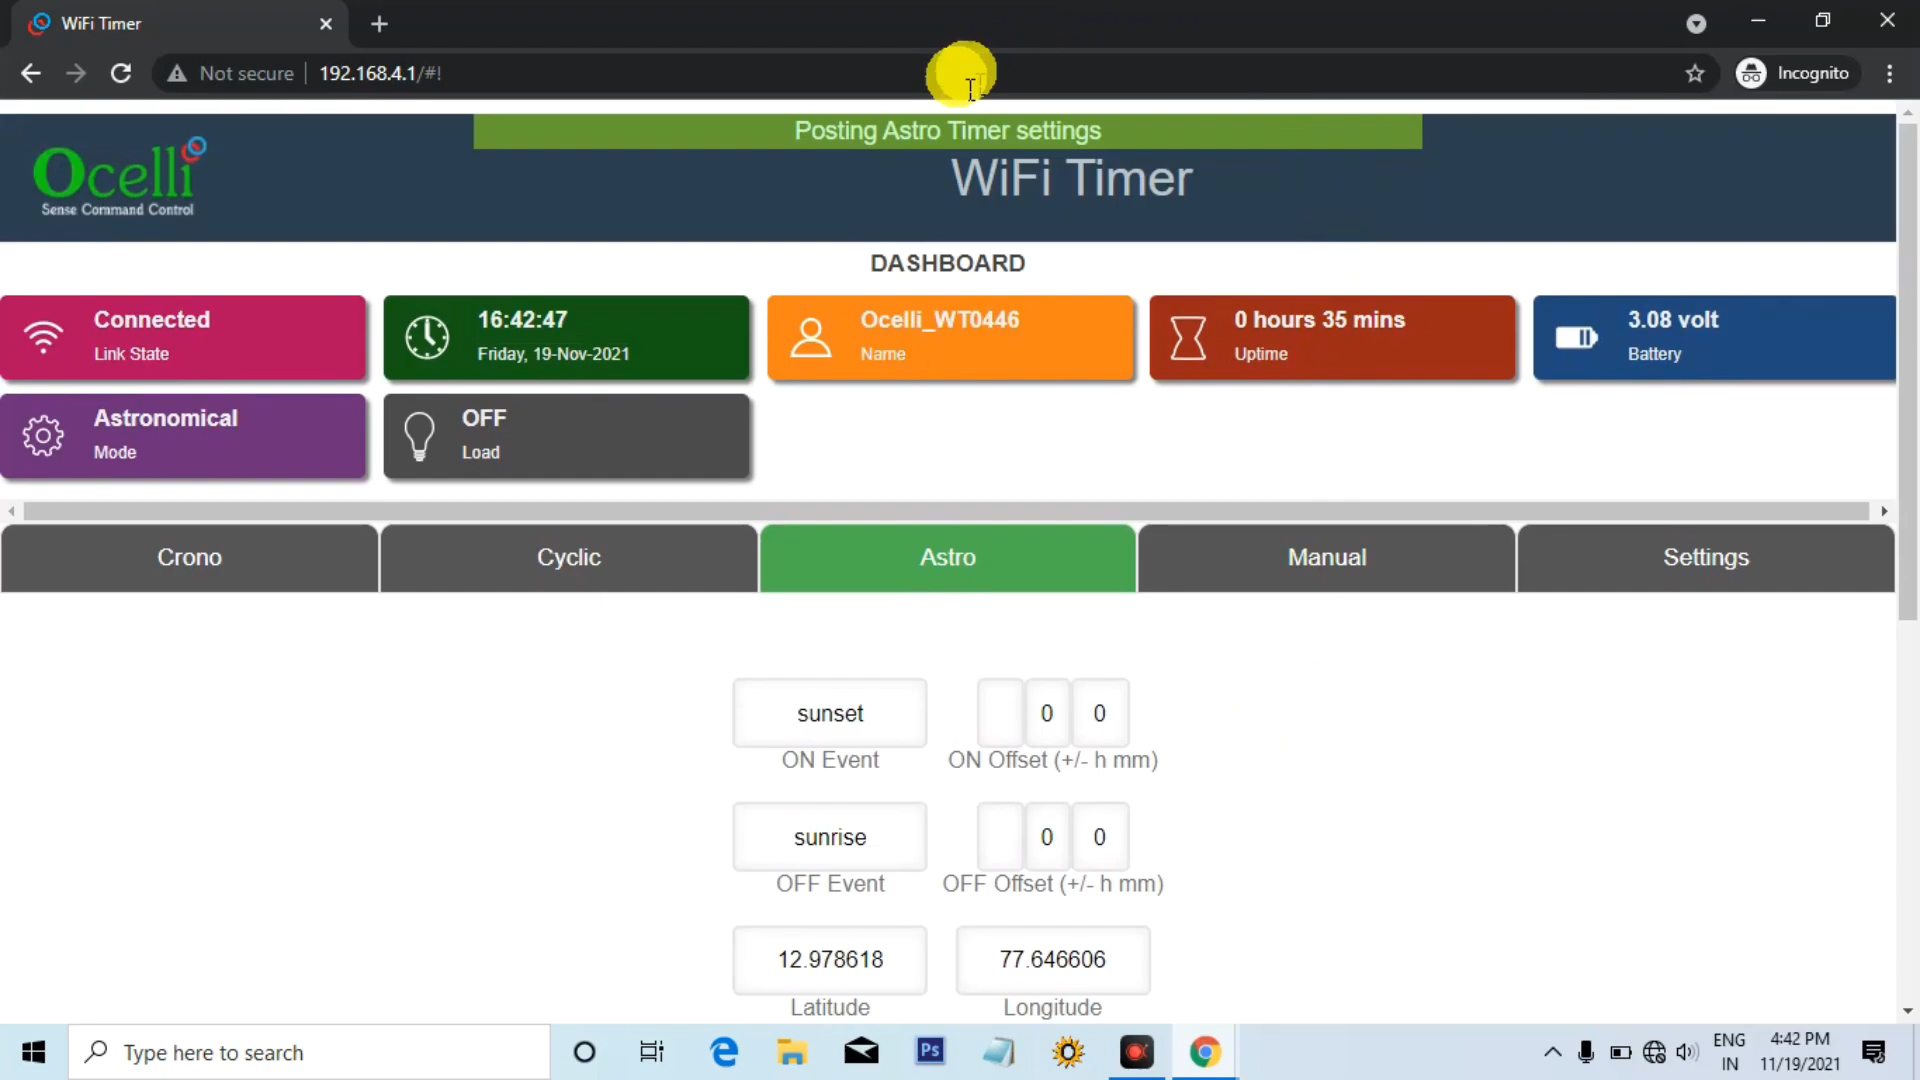 WiFi Timer
Not secure
192.168.4.1/#!
Incognito
Posting Astro Timer settings
Ocelli
Sense Command Control
WiFi Timer
DASHBOARD
Connected
Link State
16:42:47
Friday, 19-Nov-2021
Ocelli_WT0446
Name
0 hours 35 mins
Uptime
3.08 volt
Battery
Astronomical
Mode
OFF
Load
Crono
Cyclic
Astro
Manual
Settings
sunset
0
0
ON Event
ON Offset (+/- h mm)
sunrise
0
0
OFF Event
OFF Offset (+/- h mm)
12.978618
77.646606
Latitude
Longitude
Type here to search
Ps
ENG
IN
4:42 PM
11/19/2021